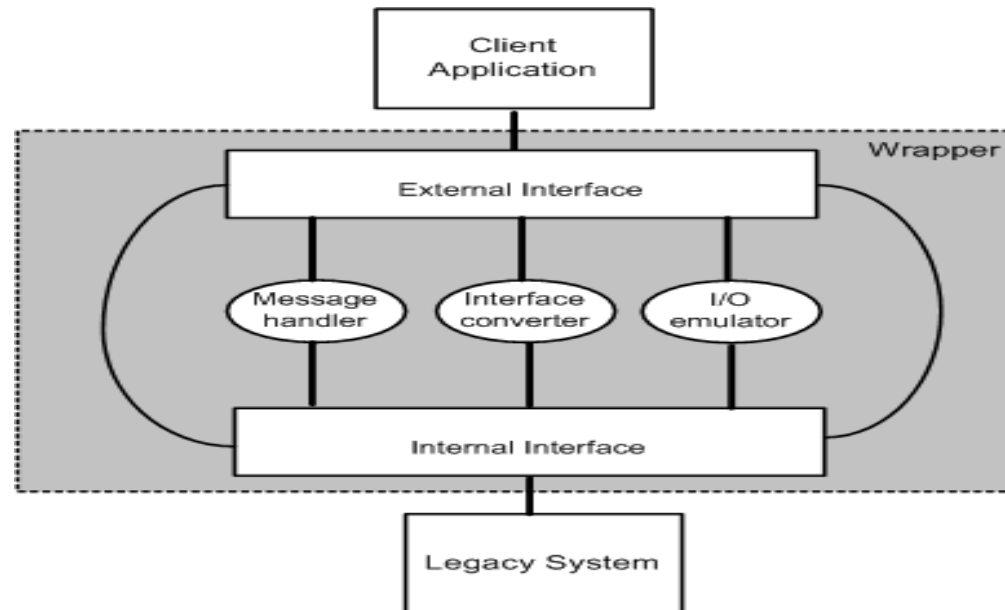 Client
Application
Wrapper
External Interface
Message
handler
Interface
converter
I/O
emulator
Internal Interface
Legacy System